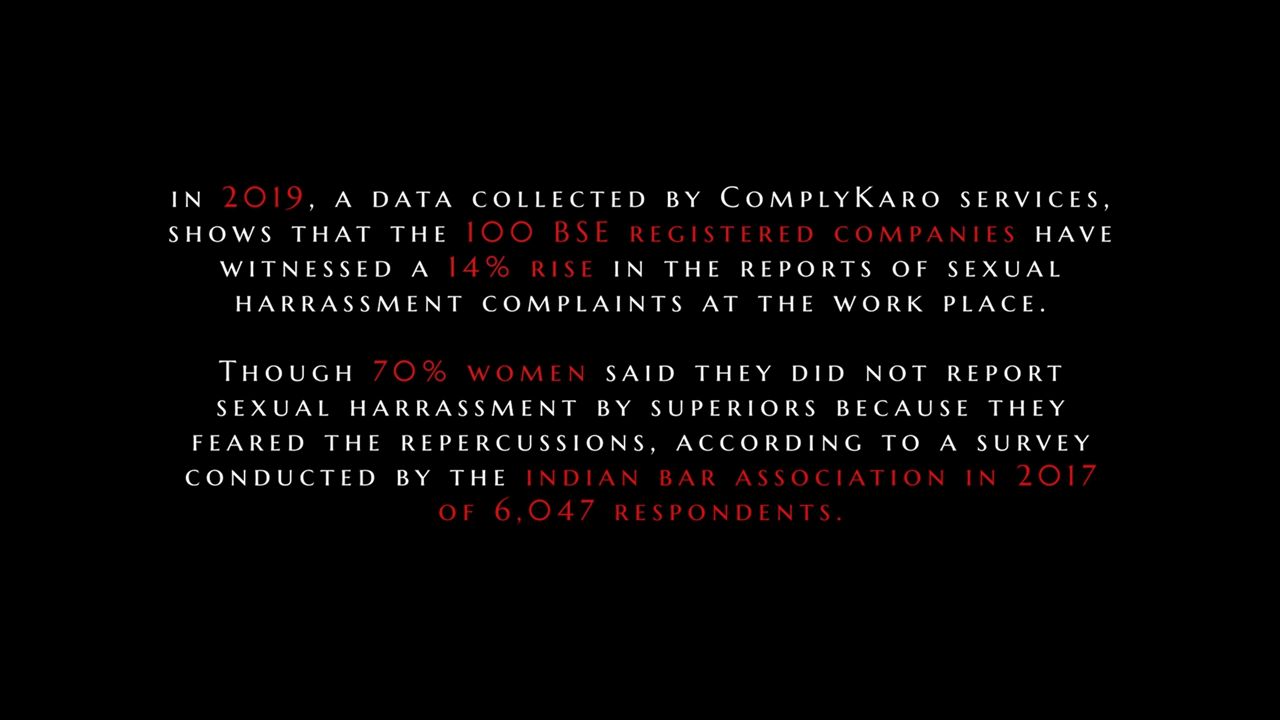 IN 2019, A DATA COLLECTED BY COMPLYKARO SERVICES,
SHOWS THAT THE 100 BSE REGISTERED COMPANIES HAVE
WITNESSED A 14% RISE IN THE REPORTS OF SEXUAL
HARRASSMENT COMPLAINTS AT THE WORK PLACE.
THOUGH 70% WOMEN SAID THEY DID NOT REPORT
SEXUAL HARRASSMENT BY SUPERIORS BECAUSE THEY
FEARED THE REPERCUSSIONS, ACCORDING TO A SURVEY
CONDUCTED BY THE INDIAN BAR ASSOCIATION IN 2017
OF 6,047 RESPONDENTS.